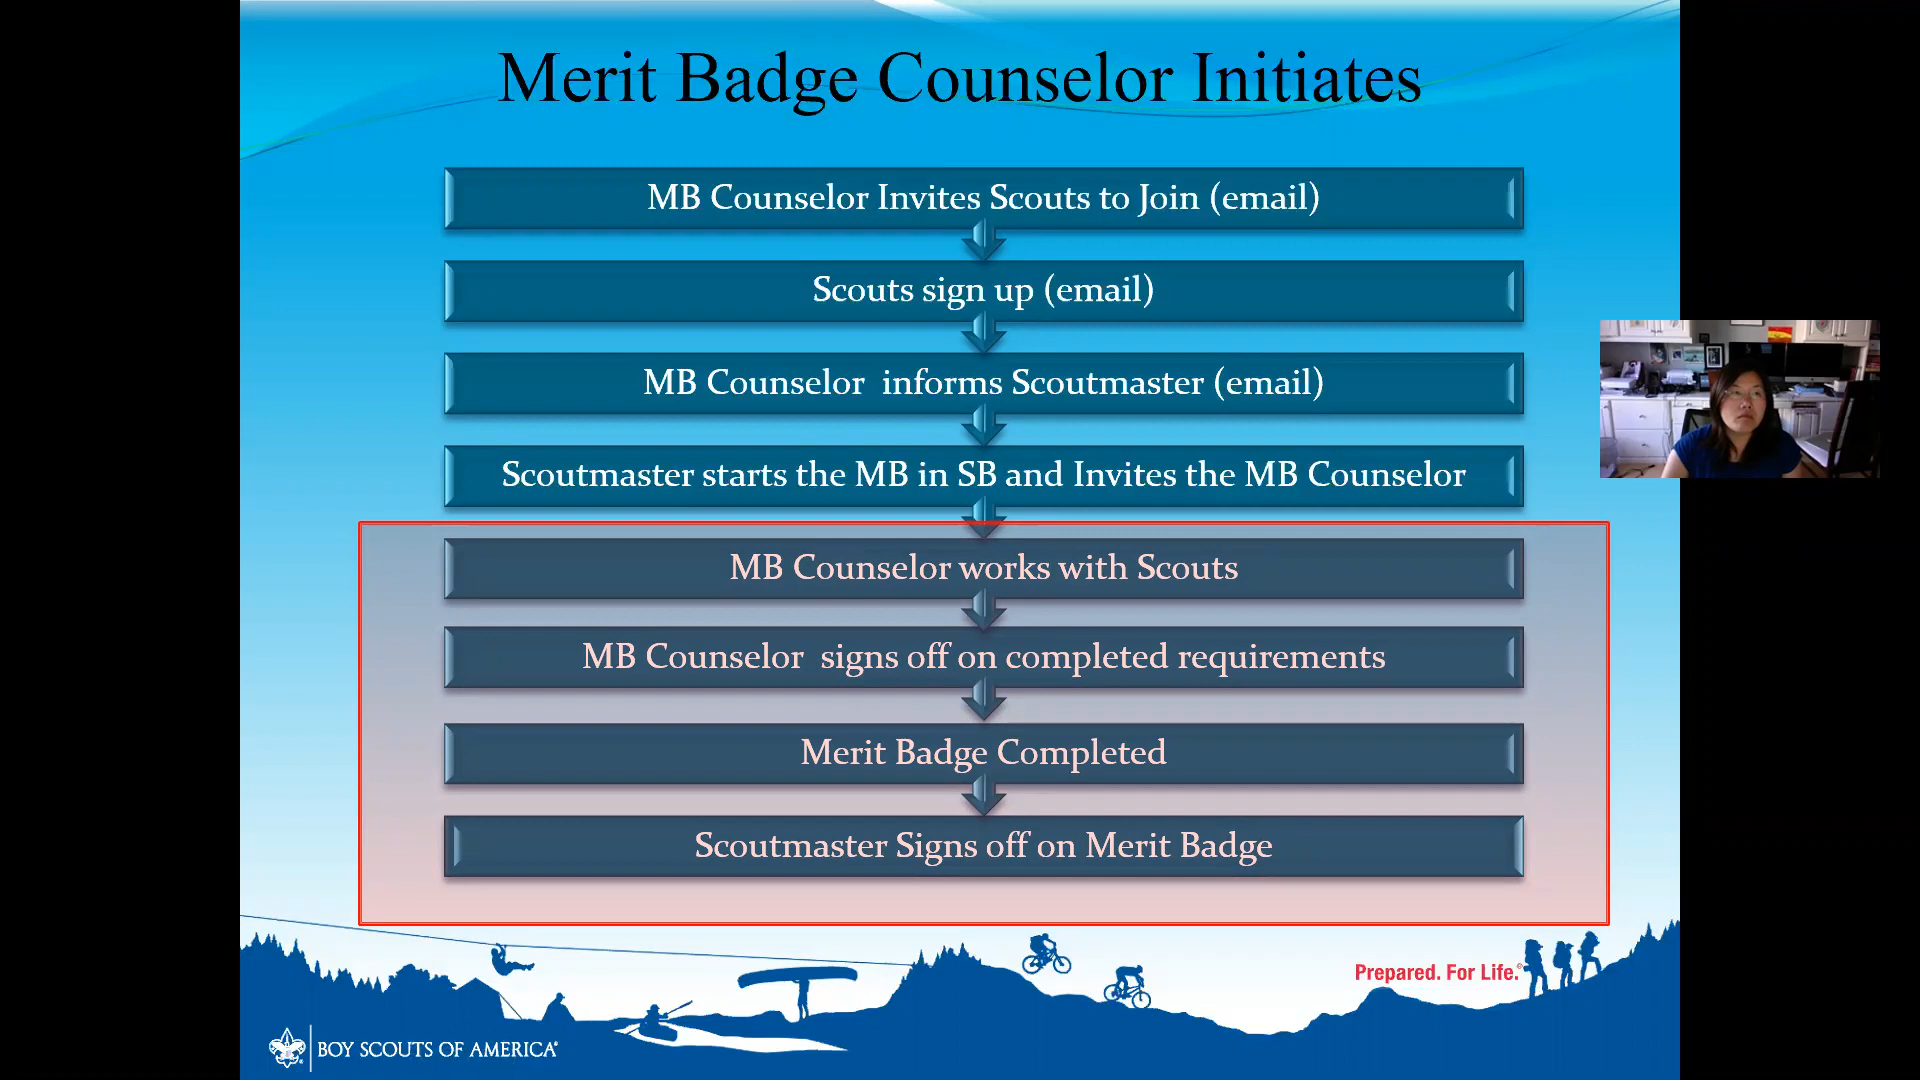 Merit Badge Counselor Initiates
MB Counselor Invites Scouts to Join (email)
Scouts sign up (email)
MB Counselor informs Scoutmaster (email)
Scoutmaster starts the MB in SB and Invites the MB Counselor
MB Counselor works with Scouts
MB Counselor signs off on completed requirements
Merit Badge Completed
Scoutmaster Signs off on Merit Badge
Prepared. For Life.®
BOY SCOUTS OF AMERICA®